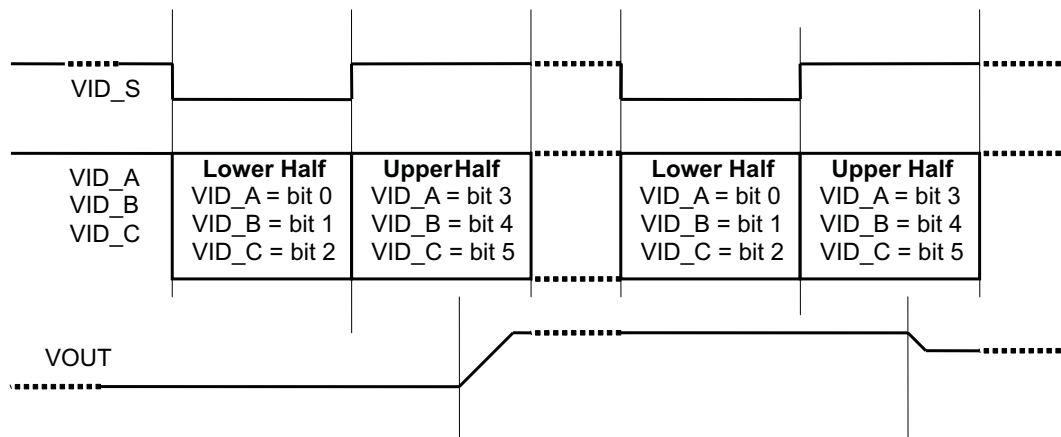 VID_S
VID_A
VID_B
VID_C
Lower Half
VID_A = bit 0
VID_B = bit 1
VID_C = bit 2
UpperHalf
VID_A = bit 3
VID_B = bit 4
VID_C = bit 5
Lower Half
VID_A = bit 0
VID_B = bit 1
VID_C = bit 2
Upper Half
VID_A = bit 3
VID_B = bit 4
VID_C = bit 5
VOUT